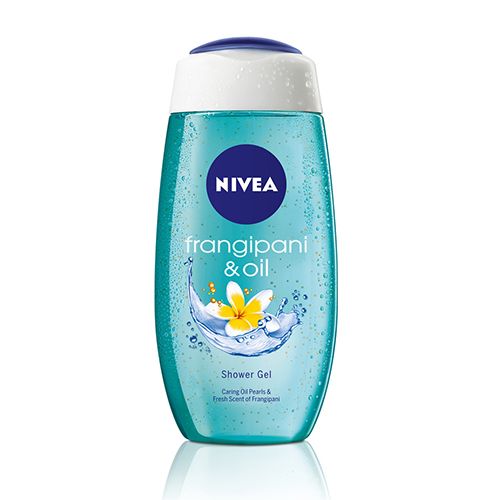 NIVEA
frangipani
& oil
Shower Gel
Caring Oil Pearls &
Fresh Scent of Frangipani